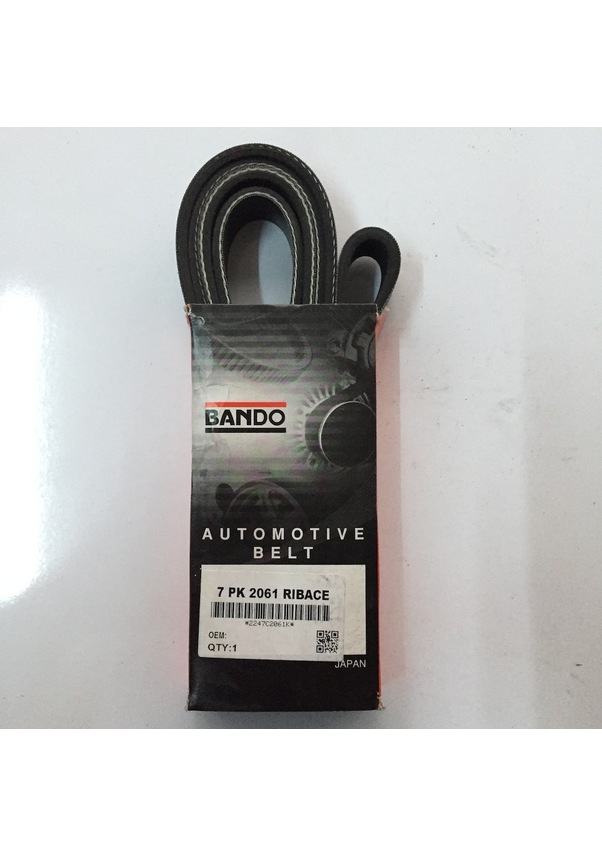 BANDO
AUTOMOTIVE
BELT
7 PK 2061 RIBACE
*2247C2061K*
OEM:
QTY:1
JAPAN